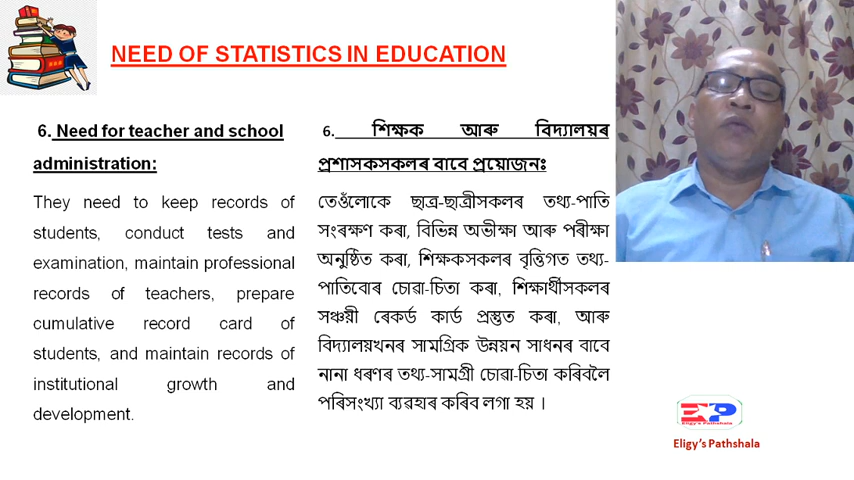 NEED OF STATISTICS IN EDUCATION
6. Need for teacher and school
administration:
They need to keep records of
students, conduct tests and
examination, maintain professional
records of teachers, prepare
cumulative record card of
students, and maintain records of
institutional growth and
development.
6. শিক্ষক আৰু বিদ্যালয়ৰ
প্ৰশাসকসকলৰ বাবে প্ৰয়োজনঃ
তেওঁলোকে ছাত্ৰ-ছাত্ৰীসকলৰ তথ্য-পাতি
সংৰক্ষণ কৰা, বিভিন্ন অভীক্ষা আৰু পৰীক্ষা
অনুষ্ঠিত কৰা, শিক্ষকসকলৰ বৃত্তিগত তথ্য-
পাতিবোৰ চোৱা-চিতা কৰা, শিক্ষাৰ্থীসকলৰ
সঞ্চয়ী ৰেকৰ্ড কাৰ্ড প্ৰস্তুত কৰা, আৰু
বিদ্যালয়খনৰ সামগ্ৰিক উন্নয়ন সাধনৰ বাবে
নানা ধৰণৰ তথ্য-সামগ্ৰী চোৱা-চিতা কৰিবলৈ
পৰিসংখ্যা ব্যৱহাৰ কৰিব লগা হয় ।
EP
Eligy's Pathshala
Eligy's Pathshala